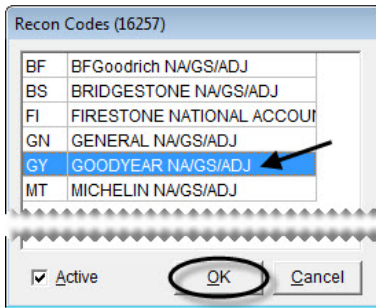 Recon Codes (16257)
BF BFGoodrich NA/GS/ADJ
BS BRIDGESTONE NA/GS/ADJ
FI FIRESTONE NATIONAL ACCOUN
GN GENERAL NA/GS/ADJ
GY GOODYEAR NA/GS/ADJ
MT MICHELIN NA/GS/ADJ
Active OK Cancel